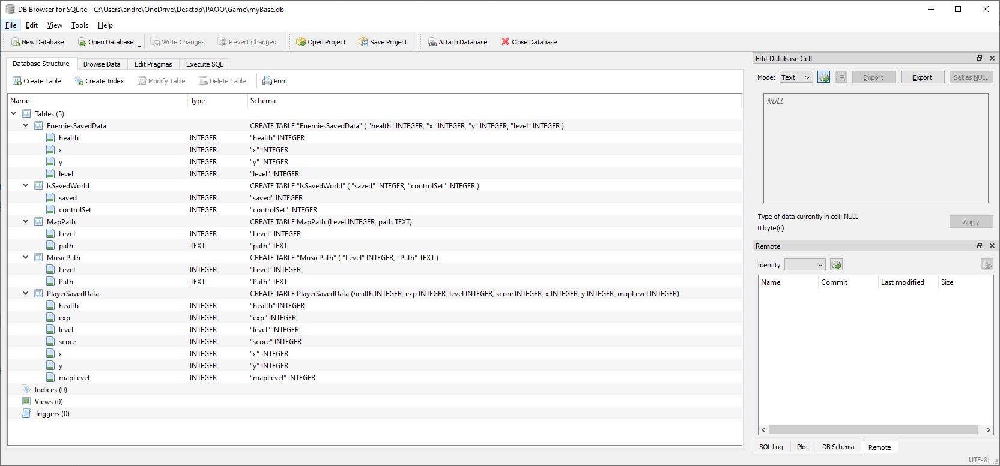 DB Browser for SQLite - C:\Users\andre\OneDrive\Desktop\PAOO\Game\myBase.db
File Edit View Tools Help
New Database Open Database Write Changes Revert Changes Open Project Save Project Attach Database Close Database
Database Structure Browse Data Edit Pragmas Execute SQL
Create Table Create Index Modify Table Delete Table Print
Name Type Schema
Tables (5)
EnemiesSavedData CREATE TABLE "EnemiesSavedData" ( "health" INTEGER, "x" INTEGER, "y" INTEGER, "level" INTEGER )
health INTEGER "health" INTEGER
x INTEGER "x" INTEGER
y INTEGER "y" INTEGER
level INTEGER "level" INTEGER
IsSavedWorld CREATE TABLE "IsSavedWorld" ( "saved" INTEGER, "controlSet" INTEGER )
saved INTEGER "saved" INTEGER
controlSet INTEGER "controlSet" INTEGER
MapPath CREATE TABLE MapPath (Level INTEGER, path TEXT)
Level INTEGER "Level" INTEGER
path TEXT "path" TEXT
MusicPath CREATE TABLE "MusicPath" ( "Level" INTEGER, "Path" TEXT )
Level INTEGER "Level" INTEGER
Path TEXT "Path" TEXT
PlayerSavedData CREATE TABLE PlayerSavedData (health INTEGER, exp INTEGER, level INTEGER, score INTEGER, x INTEGER, y INTEGER, mapLevel INTEGER)
health INTEGER "health" INTEGER
exp INTEGER "exp" INTEGER
level INTEGER "level" INTEGER
score INTEGER "score" INTEGER
x INTEGER "x" INTEGER
y INTEGER "y" INTEGER
mapLevel INTEGER "mapLevel" INTEGER
Indices (0)
Views (0)
Triggers (0)
Edit Database Cell
Mode: Text Import Export Set as NULL
NULL
Type of data currently in cell: NULL
0 byte(s)
Apply
Remote
Identity
Name Commit Last modified Size
SQL Log Plot DB Schema Remote
UTF-8